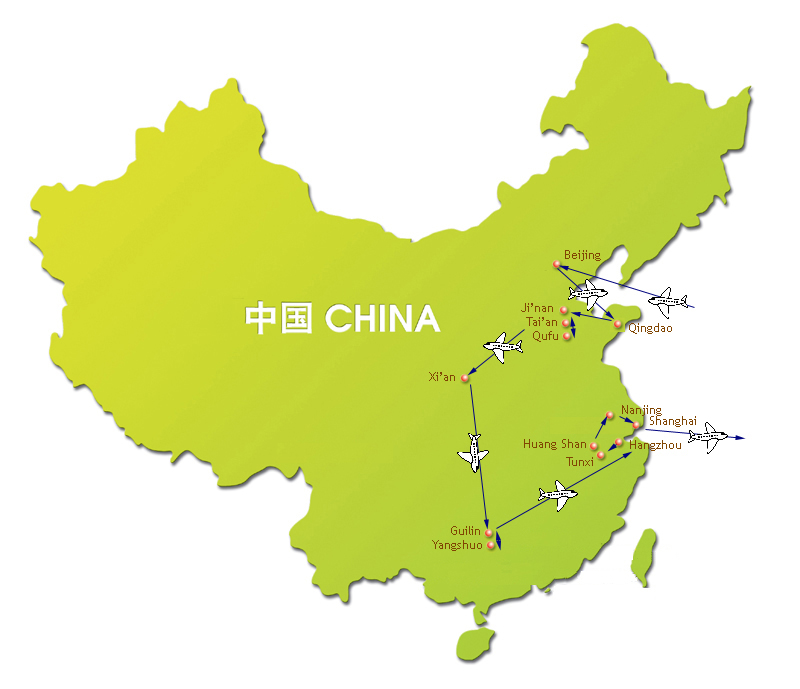 Beijing
Ji'nan
Tai'an
Qingdao
Qufu
中国 CHINA
Xi'an
Nanjing
Shanghai
Huang Shan
Hangzhou
Tunxi
Guilin
Yangshuo